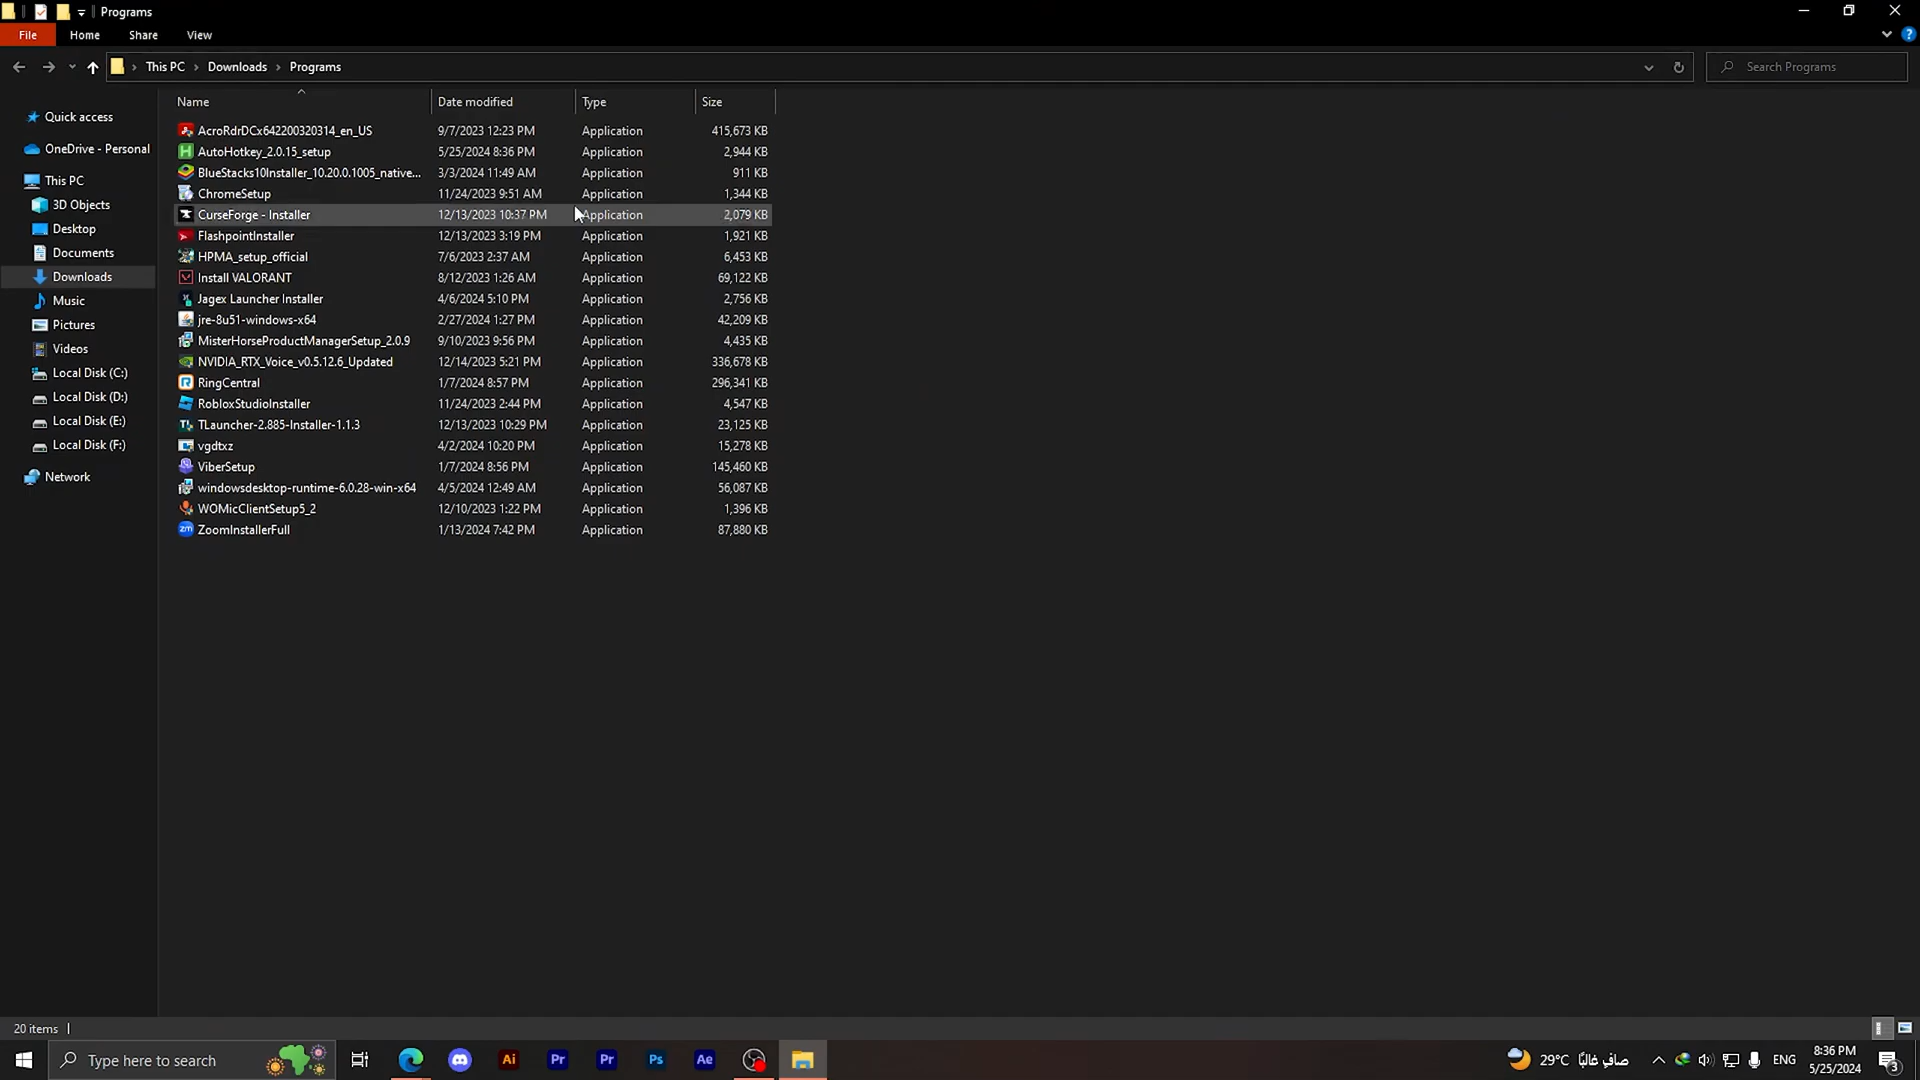 Programs
File Home Share View
This PC Downloads Programs
Search Programs
Name Date modified Type Size
Quick access
OneDrive - Personal
This PC
3D Objects
Desktop
Documents
Downloads
Music
Pictures
Videos
Local Disk (C:)
Local Disk (D:)
Local Disk (E:)
Local Disk (F:)
Network
AcroRdrDCx642200320314_en_US 9/7/2023 12:23 PM Application 415,673 KB
AutoHotkey_2.0.15_setup 5/25/2024 8:36 PM Application 2,944 KB
BlueStacks10Installer_10.20.0.1005_native... 3/3/2024 11:49 AM Application 911 KB
ChromeSetup 11/24/2023 9:51 AM Application 1,344 KB
CurseForge - Installer 12/13/2023 10:37 PM Application 2,079 KB
FlashpointInstaller 12/13/2023 3:19 PM Application 1,921 KB
HPMA_setup_official 7/6/2023 2:37 AM Application 6,453 KB
Install VALORANT 8/12/2023 1:26 AM Application 69,122 KB
Jagex Launcher Installer 4/6/2024 5:10 PM Application 2,756 KB
jre-8u51-windows-x64 2/27/2024 1:27 PM Application 42,209 KB
MisterHorseProductManagerSetup_2.0.9 9/10/2023 9:56 PM Application 4,435 KB
NVIDIA_RTX_Voice_v0.5.12.6_Updated 12/14/2023 5:21 PM Application 336,678 KB
RingCentral 1/7/2024 8:57 PM Application 296,341 KB
RobloxStudioInstaller 11/24/2023 2:44 PM Application 4,547 KB
TLauncher-2.885-Installer-1.1.3 12/13/2023 10:29 PM Application 23,125 KB
vgdtxz 4/2/2024 10:20 PM Application 15,278 KB
ViberSetup 1/7/2024 8:56 PM Application 145,460 KB
windowsdesktop-runtime-6.0.28-win-x64 4/5/2024 12:49 AM Application 56,087 KB
WOMicClientSetup5_2 12/10/2023 1:22 PM Application 1,396 KB
ZoomInstallerFull 1/13/2024 7:42 PM Application 87,880 KB
20 items
Type here to search
Ai Pr Pr Ps Ae
29°C صافٍ غالبًا
ENG
8:36 PM
5/25/2024
3